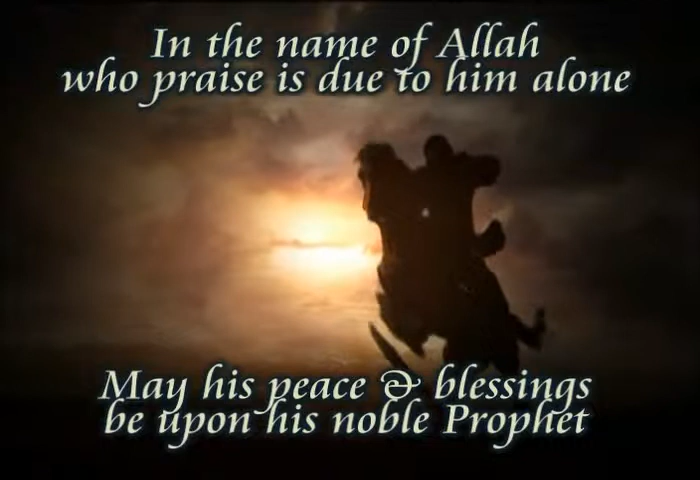 In the name of Allah
who praise is due to him alone
May his peace & blessings
be upon his noble Prophet